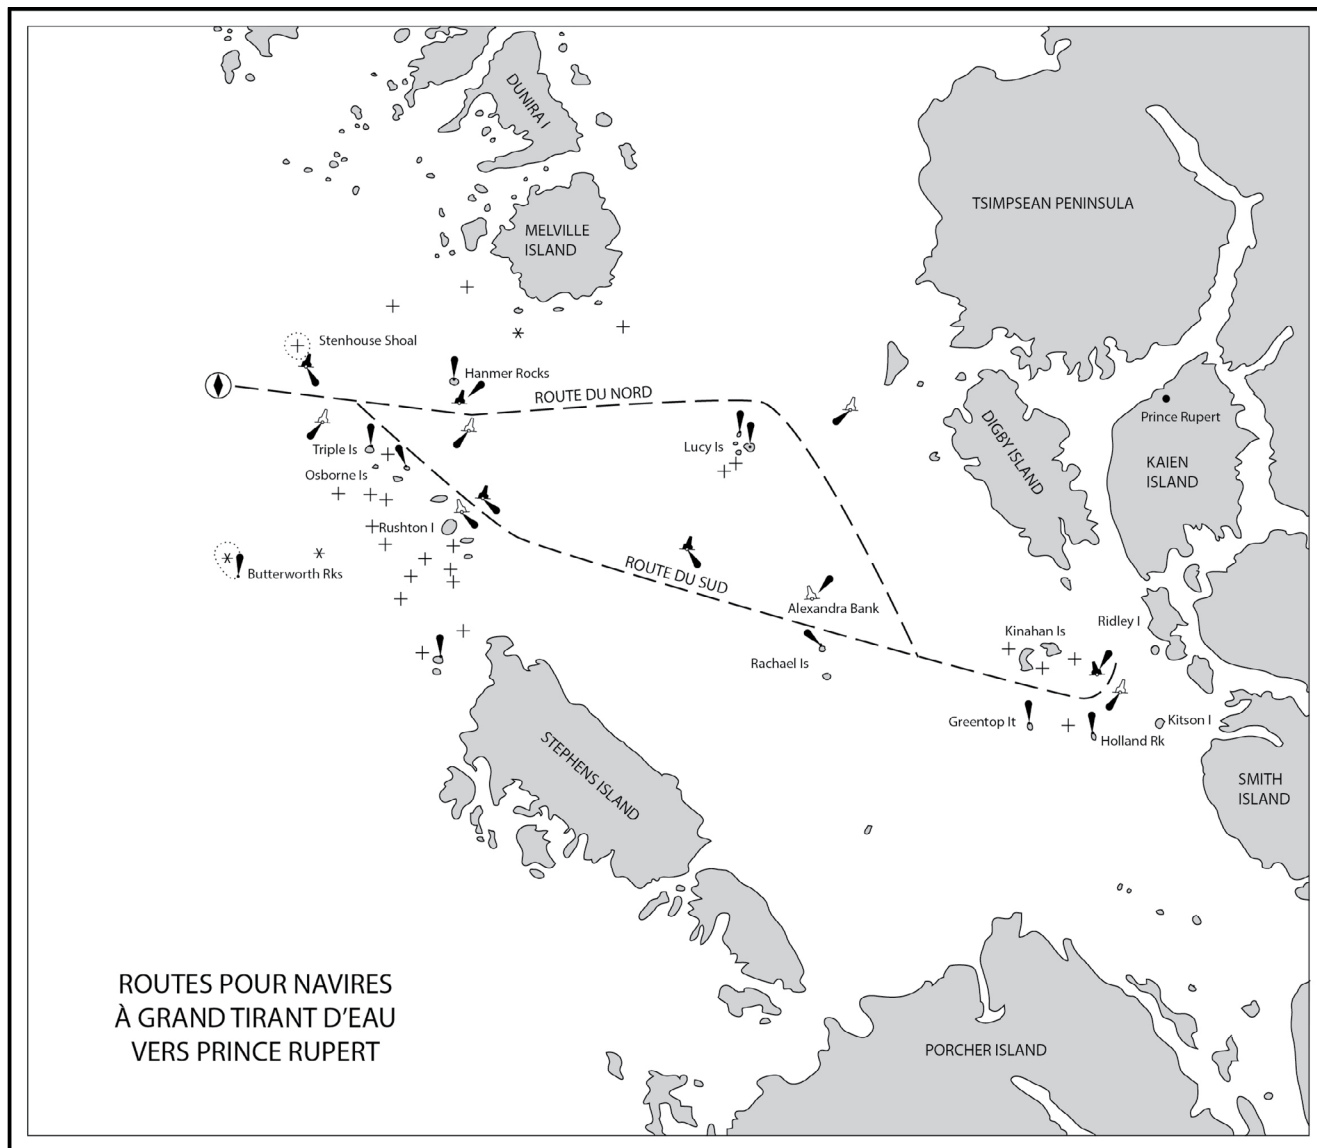 DUNIRA I
TSIMPSEAN PENINSULA
MELVILLE
ISLAND
Stenhouse Shoal
Hanmer Rocks
ROUTE DU NORD
Prince Rupert
DIGBY ISLAND
Triple Is
Lucy Is
KAIEN
ISLAND
Osborne Is
Rushton I
Butterworth Rks
ROUTE DU SUD
Alexandra Bank
Kinahan Is
Ridley I
Rachael Is
Greentop It
Kitson I
Holland Rk
STEPHENS ISLAND
SMITH
ISLAND
ROUTES POUR NAVIRES
À GRAND TIRANT D'EAU
VERS PRINCE RUPERT
PORCHER ISLAND